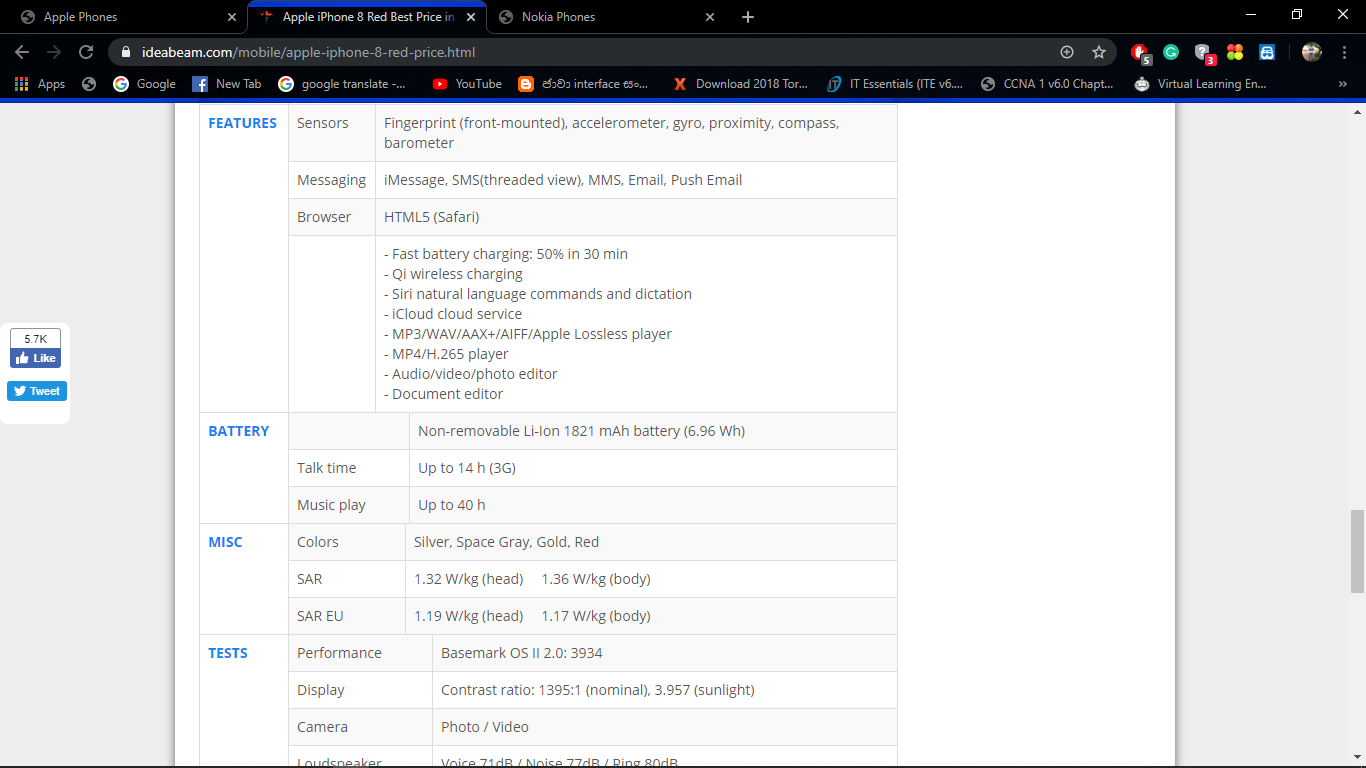 Apple Phones
Apple iPhone 8 Red Best Price in
Nokia Phones
ideabeam.com/mobile/apple-iphone-8-red-price.html
5
3
Apps
Google
New Tab
google translate -...
YouTube
ජාවා interface සං...
Download 2018 Tor...
IT Essentials (ITE v6....
CCNA 1 v6.0 Chapt...
Virtual Learning En...
»
FEATURES
Sensors
Fingerprint (front-mounted), accelerometer, gyro, proximity, compass,
barometer
Messaging
iMessage, SMS(threaded view), MMS, Email, Push Email
Browser
HTML5 (Safari)
- Fast battery charging: 50% in 30 min
- Qi wireless charging
- Siri natural language commands and dictation
- iCloud cloud service
- MP3/WAV/AAX+/AIFF/Apple Lossless player
- MP4/H.265 player
- Audio/video/photo editor
- Document editor
5.7K
Like
Tweet
BATTERY
Non-removable Li-Ion 1821 mAh battery (6.96 Wh)
Talk time
Up to 14 h (3G)
Music play
Up to 40 h
MISC
Colors
Silver, Space Gray, Gold, Red
SAR
1.32 W/kg (head) 1.36 W/kg (body)
SAR EU
1.19 W/kg (head) 1.17 W/kg (body)
TESTS
Performance
Basemark OS II 2.0: 3934
Display
Contrast ratio: 1395:1 (nominal), 3.957 (sunlight)
Camera
Photo / Video
Loudspeaker
Voice 71dB / Noise 77dB / Ring 80dB